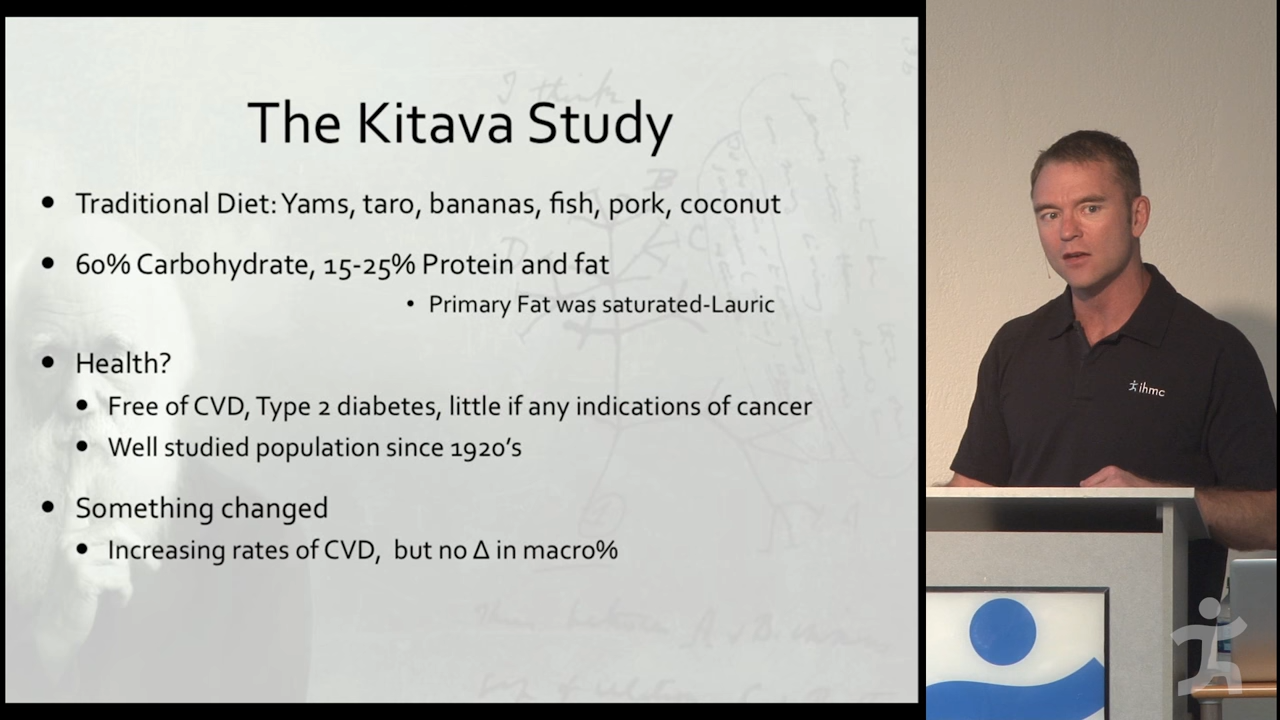 I think
The Kitava Study
• Traditional Diet: Yams, taro, bananas, fish, pork, coconut
• 60% Carbohydrate, 15-25% Protein and fat
• Primary Fat was saturated-Lauric
• Health?
• Free of CVD, Type 2 diabetes, little if any indications of cancer
• Well studied population since 1920's
• Something changed
• Increasing rates of CVD,  but no Δ in macro%
ihmc